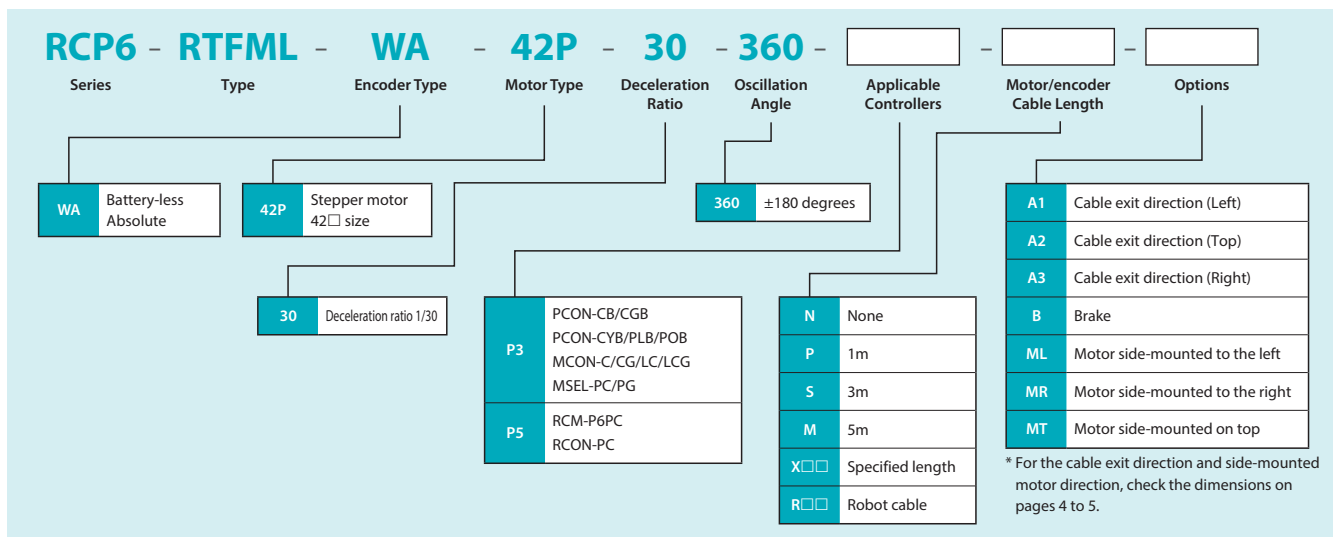 RCP6 – RTFML – WA – 42P – 30 – 360 – – –
Series Type Encoder Type Motor Type Deceleration Ratio Oscillation Angle Applicable Controllers Motor/encoder Cable Length Options
WA Battery-less Absolute
42P Stepper motor 42□ size
30 Deceleration ratio 1/30
360 ±180 degrees
P3
PCON-CB/CGB
PCON-CYB/PLB/POB
MCON-C/CG/LC/LCG
MSEL-PC/PG
P5
RCM-P6PC
RCON-PC
N None
P 1m
S 3m
M 5m
X□□ Specified length
R□□ Robot cable
A1 Cable exit direction (Left)
A2 Cable exit direction (Top)
A3 Cable exit direction (Right)
B Brake
ML Motor side-mounted to the left
MR Motor side-mounted to the right
MT Motor side-mounted on top
* For the cable exit direction and side-mounted
motor direction, check the dimensions on
pages 4 to 5.